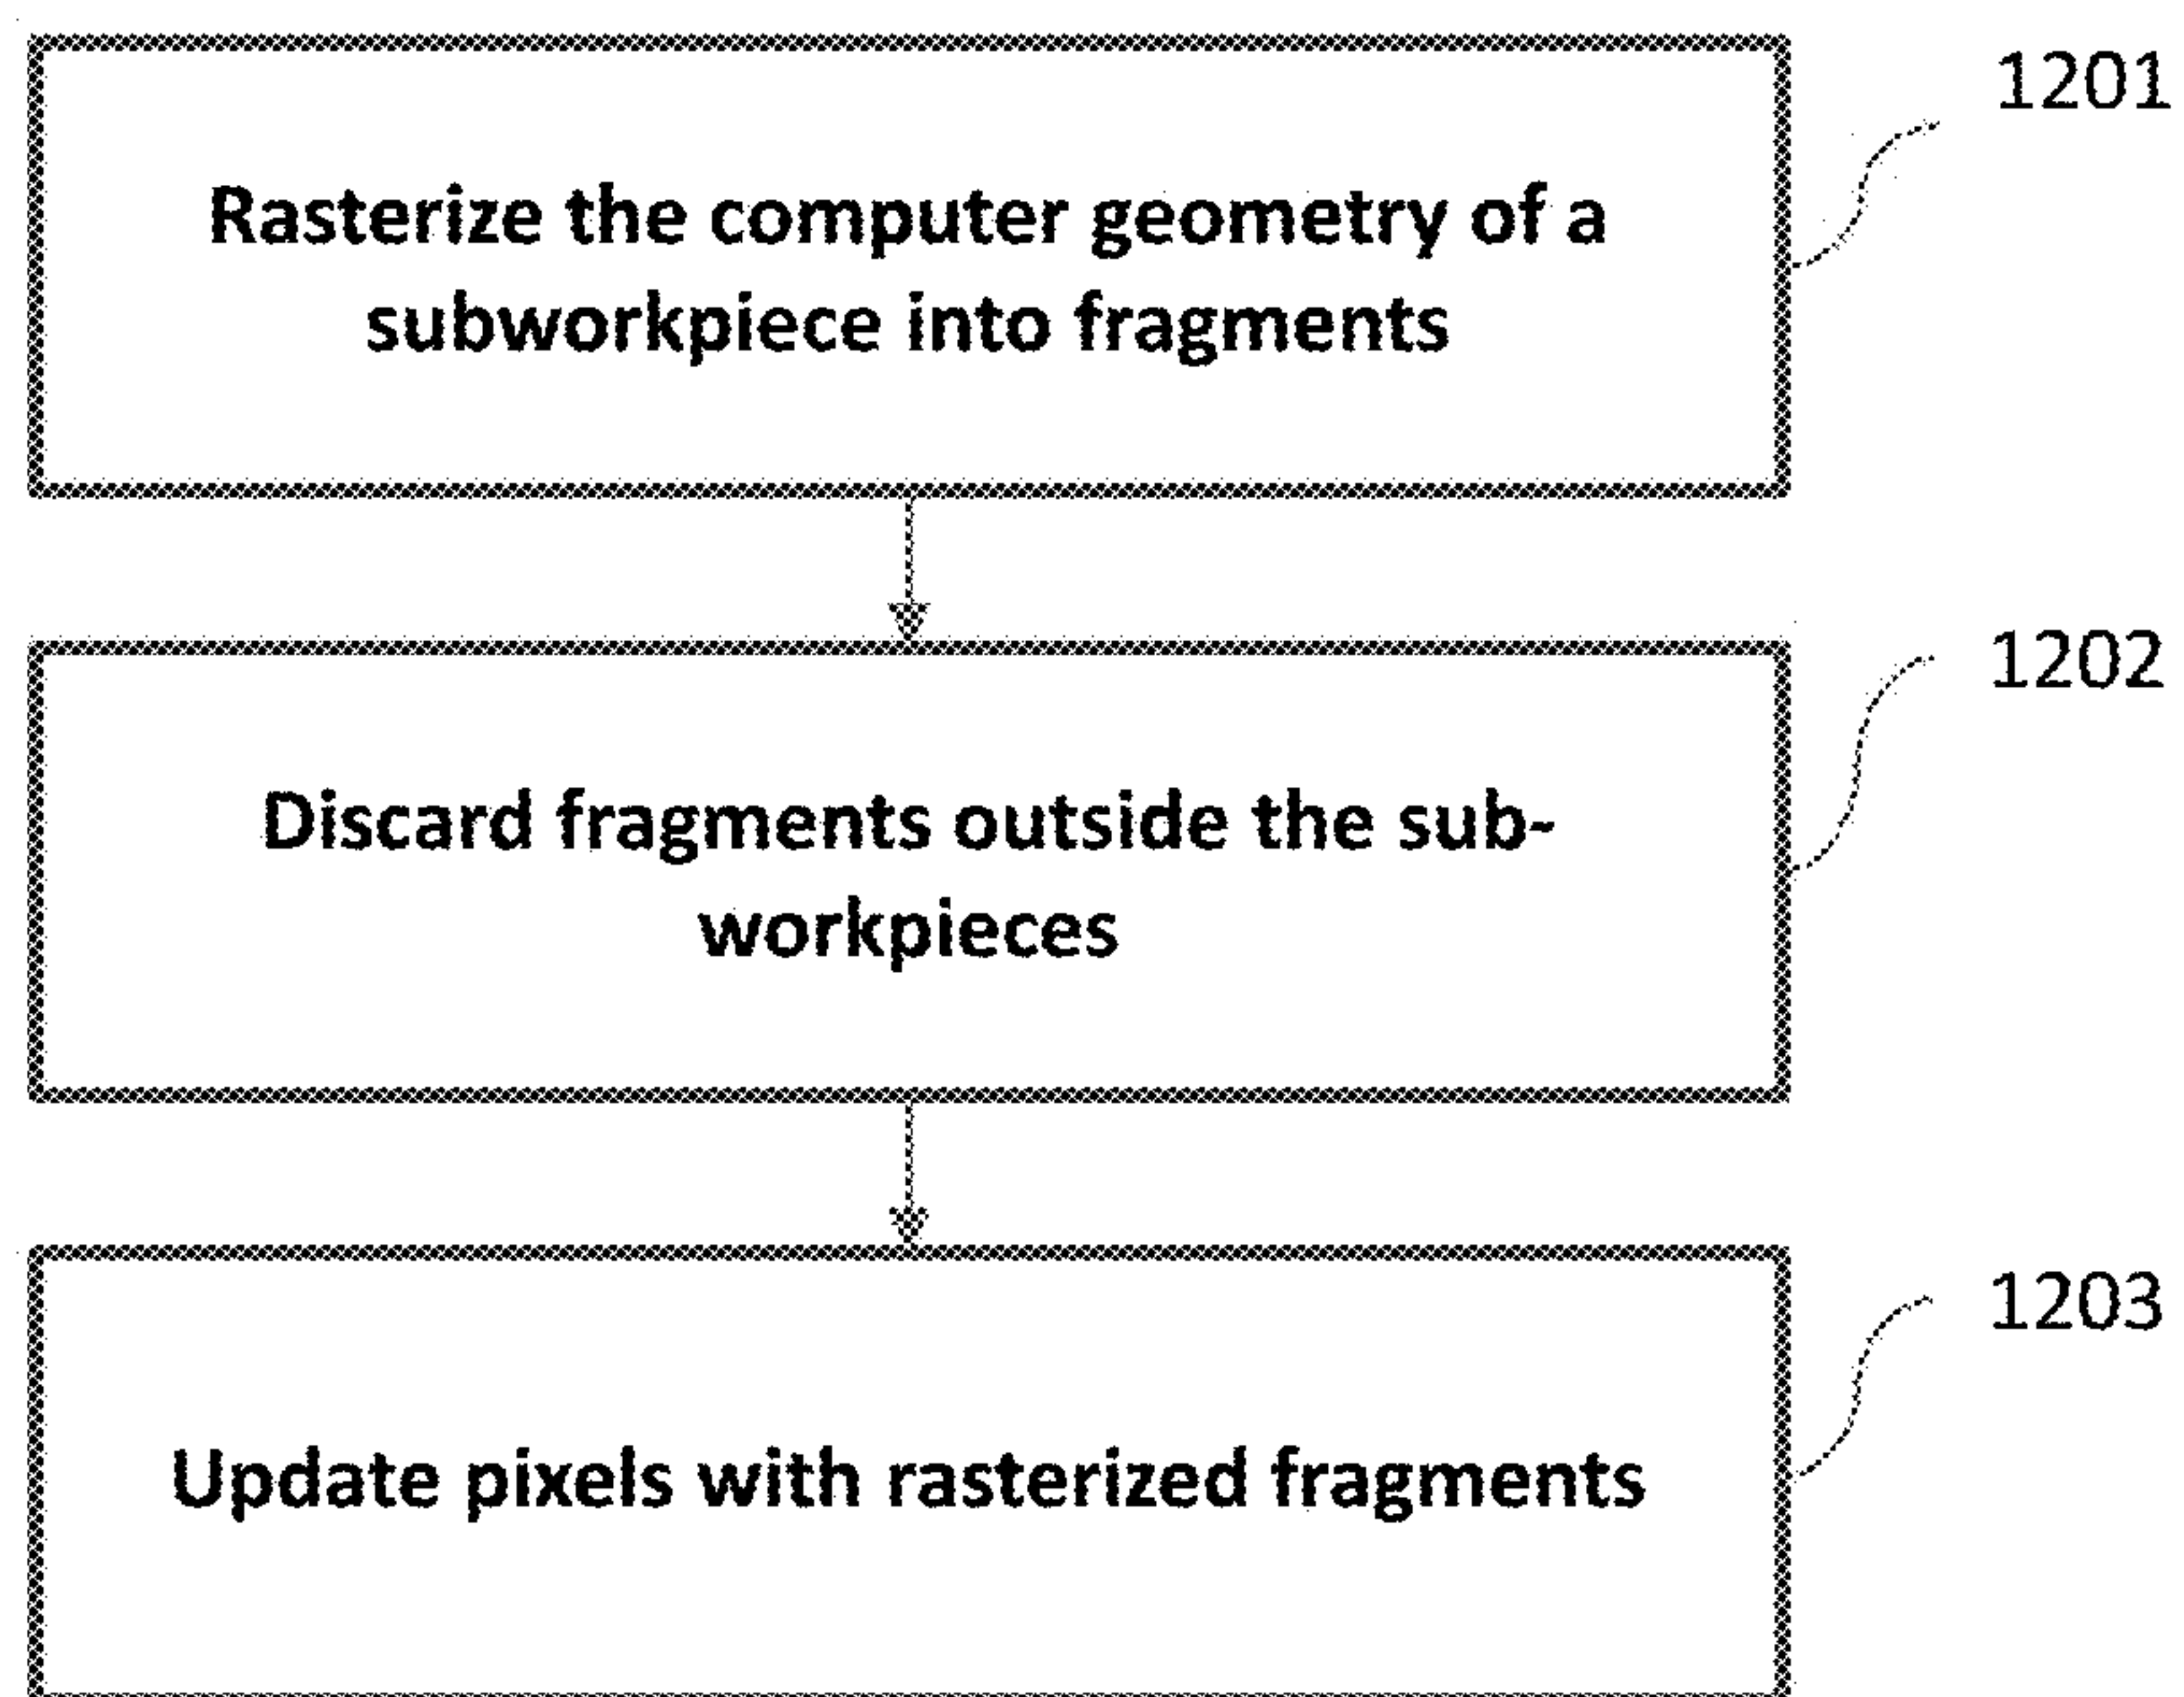 1201
Rasterize the computer geometry of a
subworkpiece into fragments
1202
Discard fragments outside the sub-
workpieces
1203
Update pixels with rasterized fragments